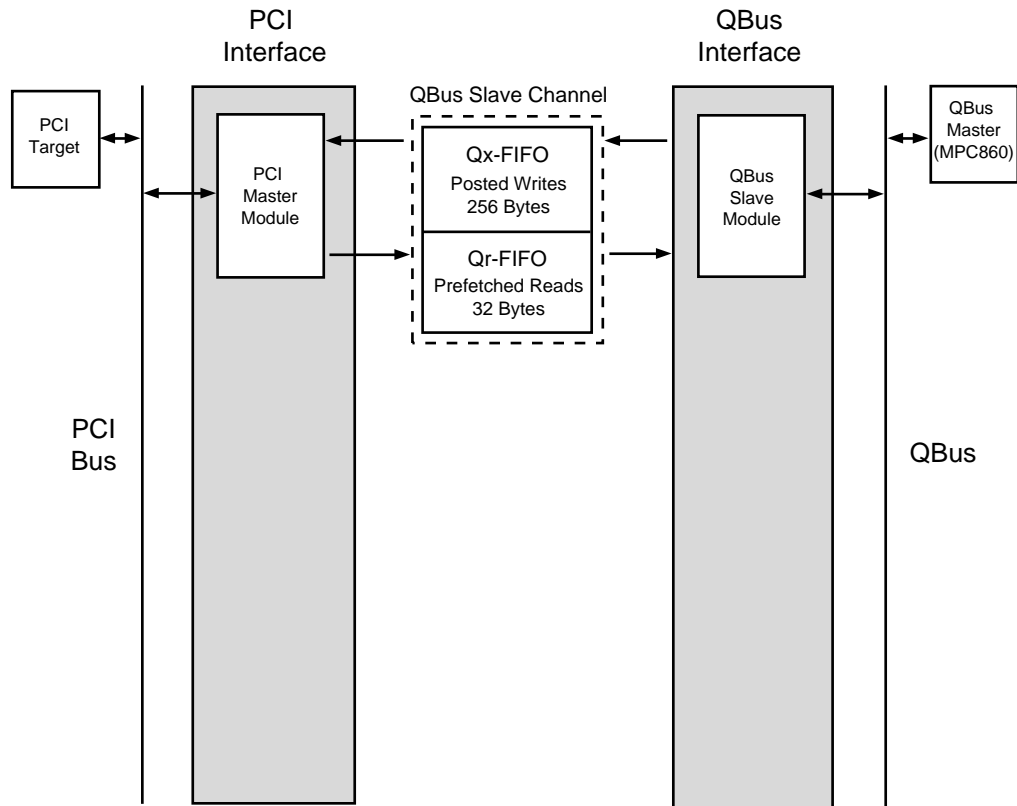 PCI
Interface
QBus
Interface
QBus Slave Channel
PCI
Target
PCI
Master
Module
Qx-FIFO
Posted Writes
256 Bytes
Qr-FIFO
Prefetched Reads
32 Bytes
QBus
Slave
Module
QBus
Master
(MPC860)
PCI
Bus
QBus